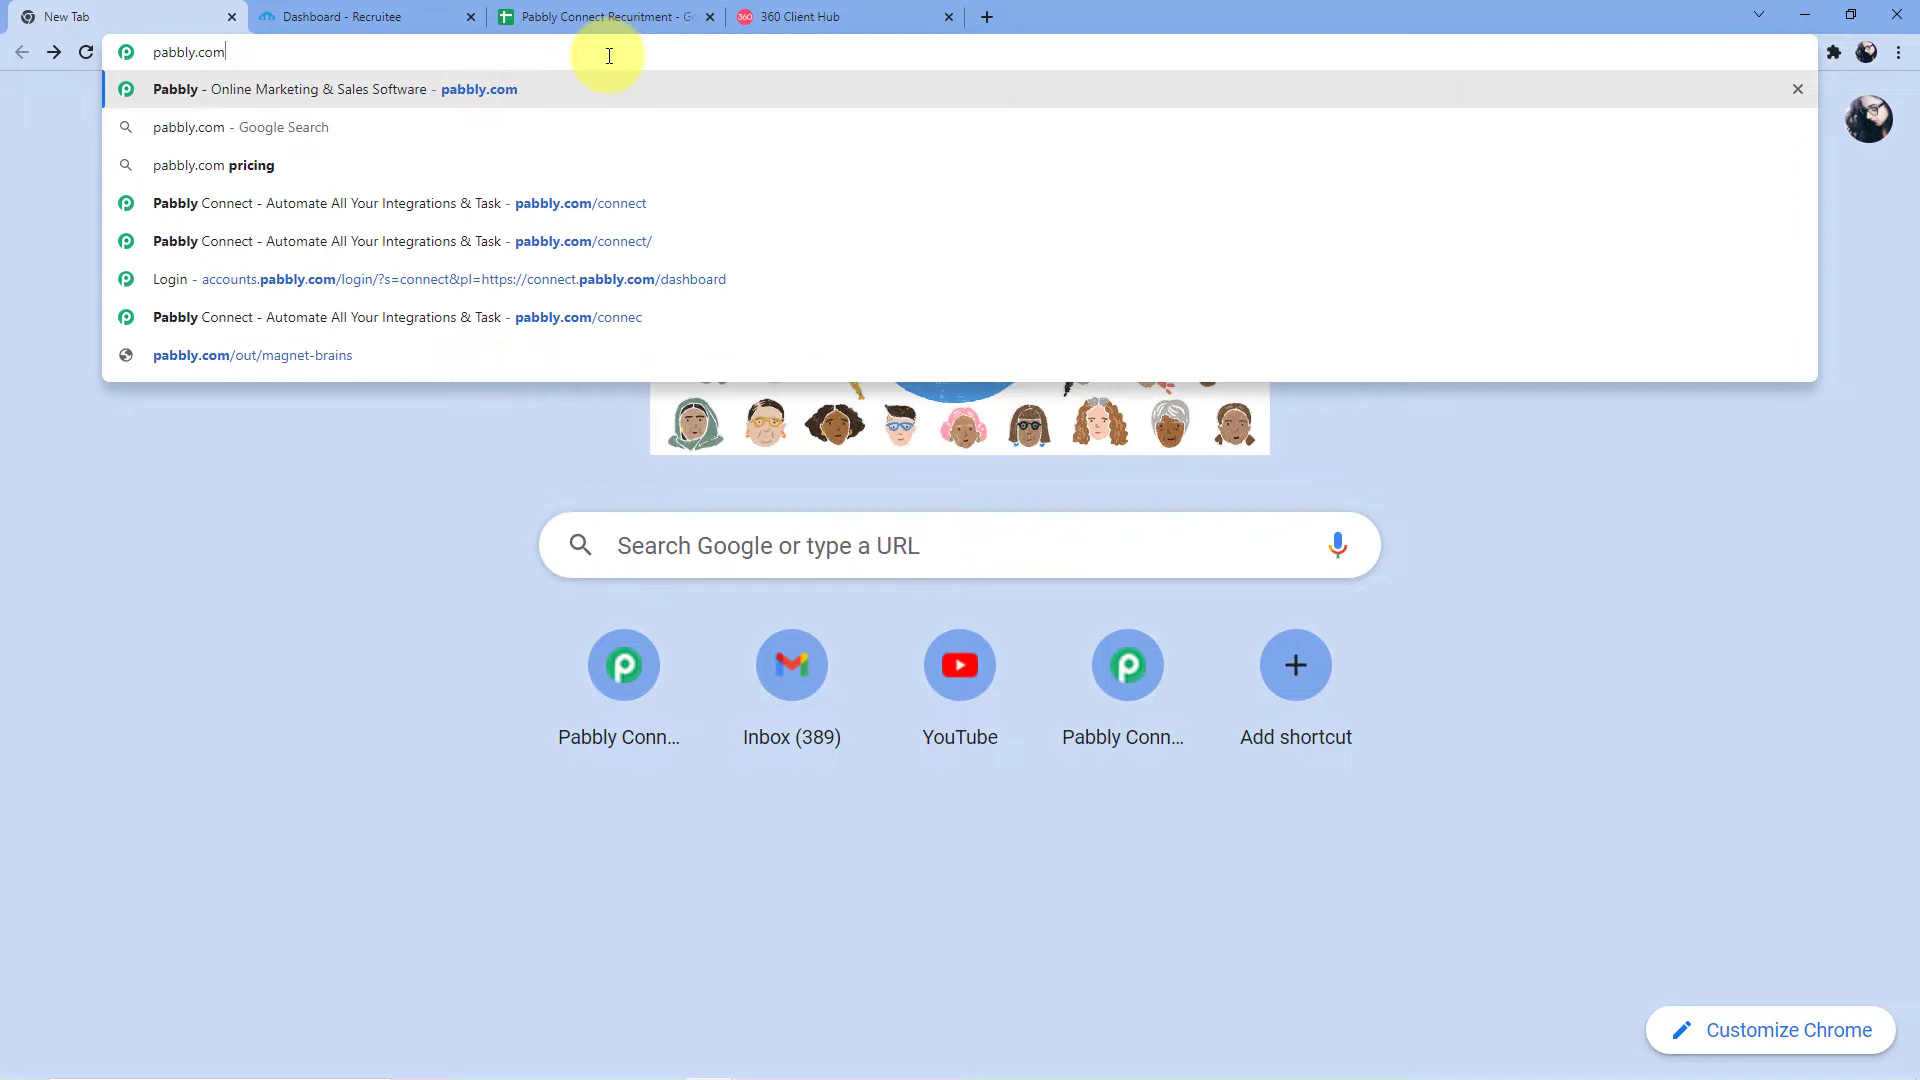 New Tab
Dashboard - Recruitee
Pabbly Connect Recuritment - Go
360 Client Hub
pabbly.com
Pabbly - Online Marketing & Sales Software - pabbly.com
pabbly.com - Google Search
pabbly.com pricing
Pabbly Connect - Automate All Your Integrations & Task - pabbly.com/connect
Pabbly Connect - Automate All Your Integrations & Task - pabbly.com/connect/
Login - accounts.pabbly.com/login/?s=connect&pl=https://connect.pabbly.com/dashboard
Pabbly Connect - Automate All Your Integrations & Task - pabbly.com/connec
pabbly.com/out/magnet-brains
Search Google or type a URL
Pabbly Conn...
Inbox (389)
YouTube
Pabbly Conn...
Add shortcut
Customize Chrome